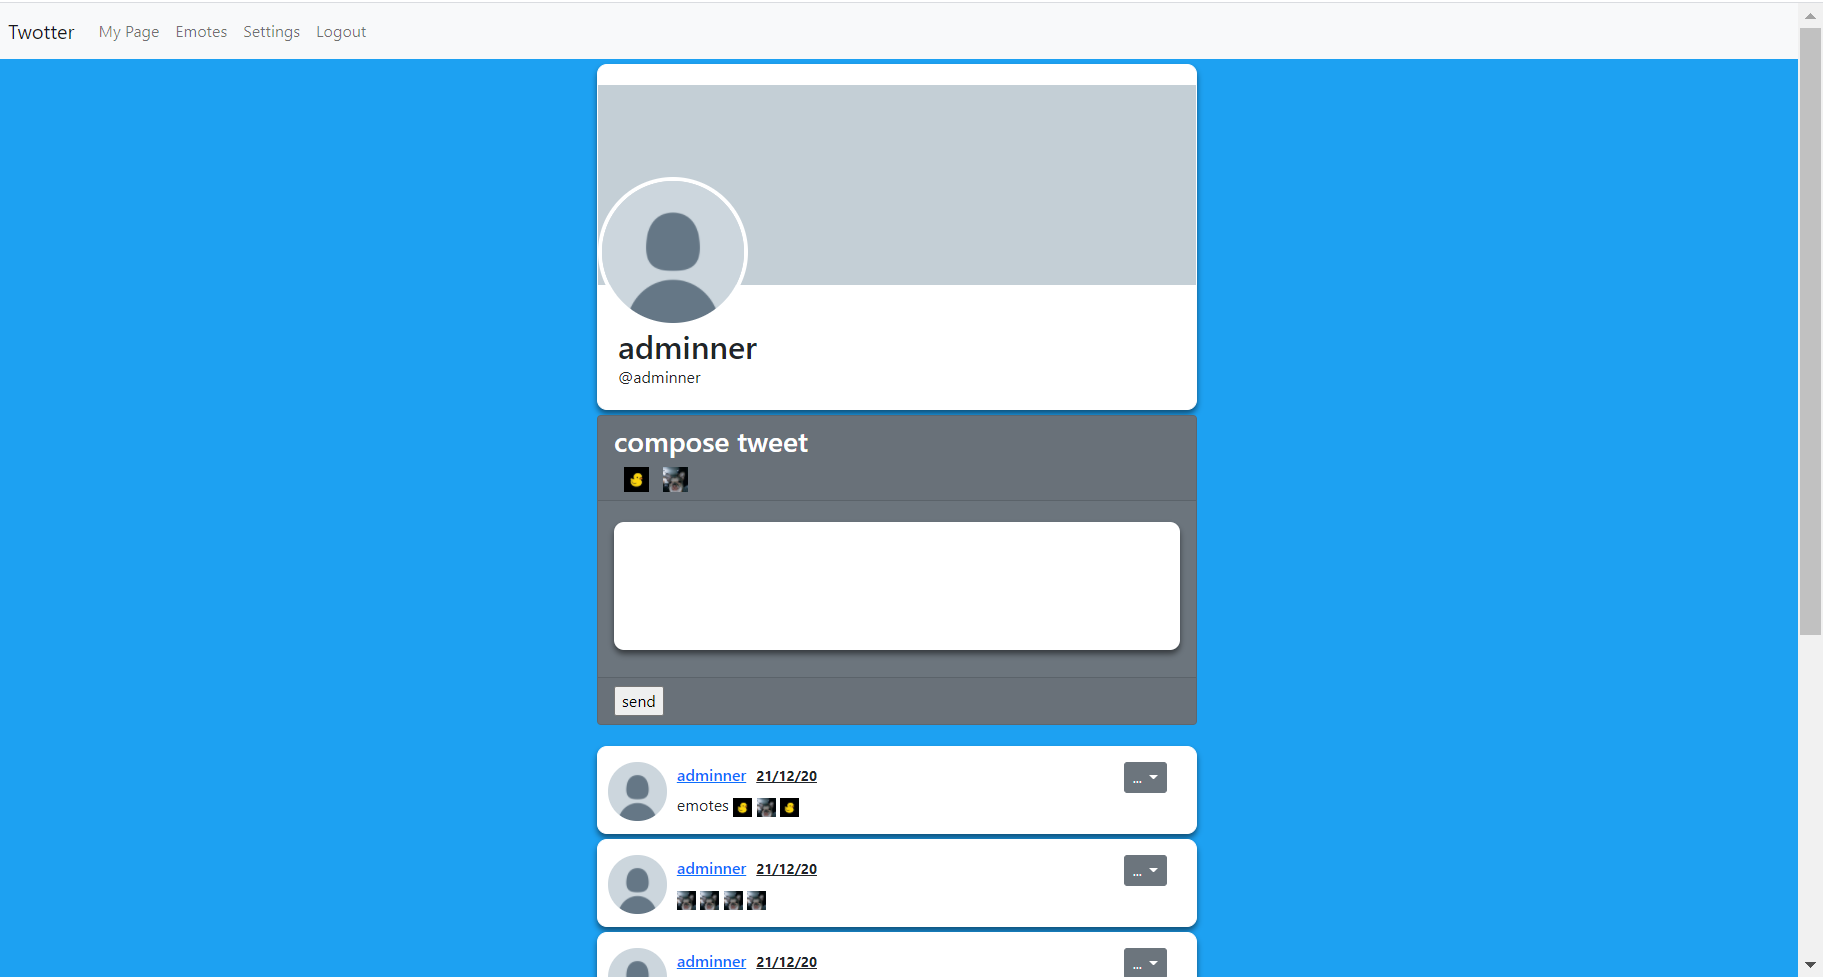 Twotter My Page Emotes Settings Logout
adminner
@adminner
compose tweet
send
adminner 21/12/20 ...
emotes
adminner 21/12/20 ...
adminner 21/12/20 ...